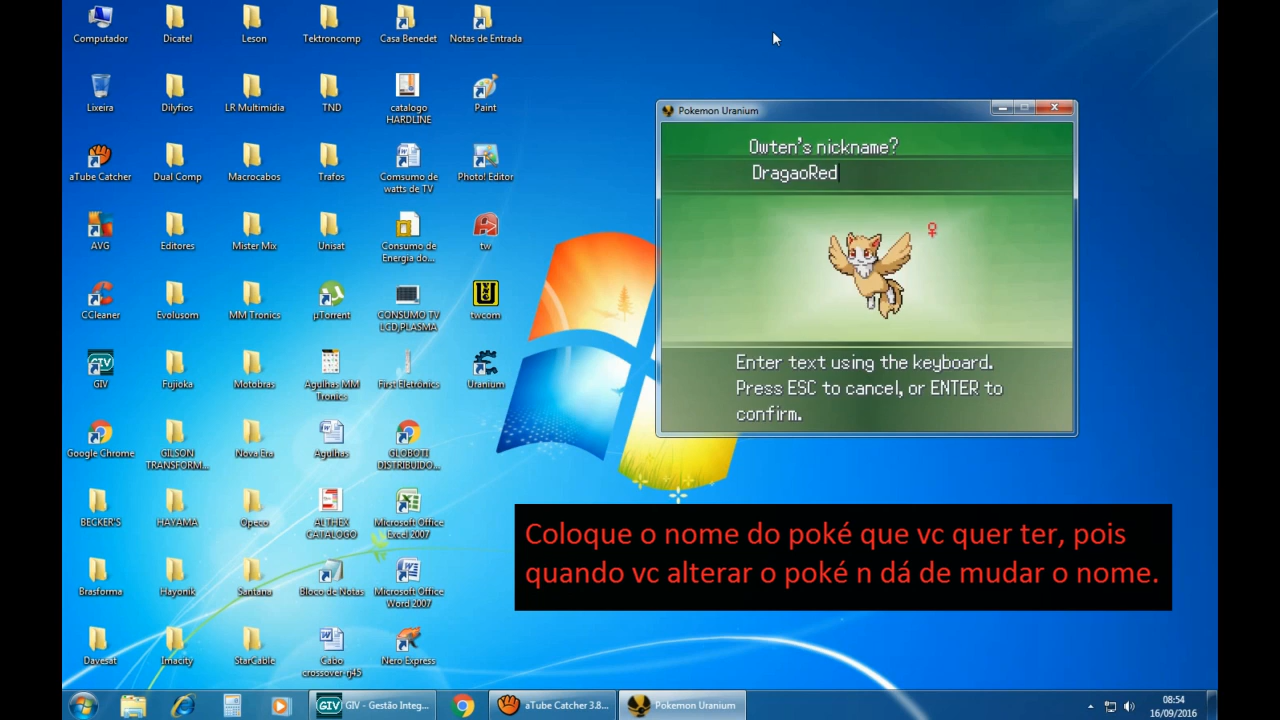 Computador
Dicatel
Leson
Tektroncomp
Casa Benedet
Notas de Entrada
Lixeira
Dilyfios
LR Multimidia
TND
catalogo
HARDLINE
Paint
aTube Catcher
Dual Comp
Macrocabos
Trafos
Comsumo de
watts de TV
Photo! Editor
AVG
Editores
Mister Mix
Unisat
Consumo de
Energia do...
tw
CCleaner
Evolusom
MM Tronics
µTorrent
CONSUMO TV
LCD,PLASMA
twcom
GIV
Fujioka
Motobras
Agulhas MM
Tronics
First Eletrônics
Uranium
Google Chrome
GILSON
TRANSFORM...
Nova Era
Agulhas
GLOBOTI
DISTRIBUIDO...
BECKER'S
HAYAMA
Opeco
ALTHEX
CATALOGO
Microsoft Office
Excel 2007
Brasforma
Hayonik
Santana
Bloco de Notas
Microsoft Office
Word 2007
Davesat
Imacity
StarCable
Cabo
crossover rj45
Nero Express
Pokemon Uranium
Owten's nickname?
DragaoRed
♀
Enter text using the keyboard.
Press ESC to cancel, or ENTER to
confirm.
Coloque o nome do poké que vc quer ter, pois
quando vc alterar o poké n dá de mudar o nome.
GIV - Gestão Integ...
aTube Catcher 3.8...
Pokemon Uranium
08:54
16/09/2016